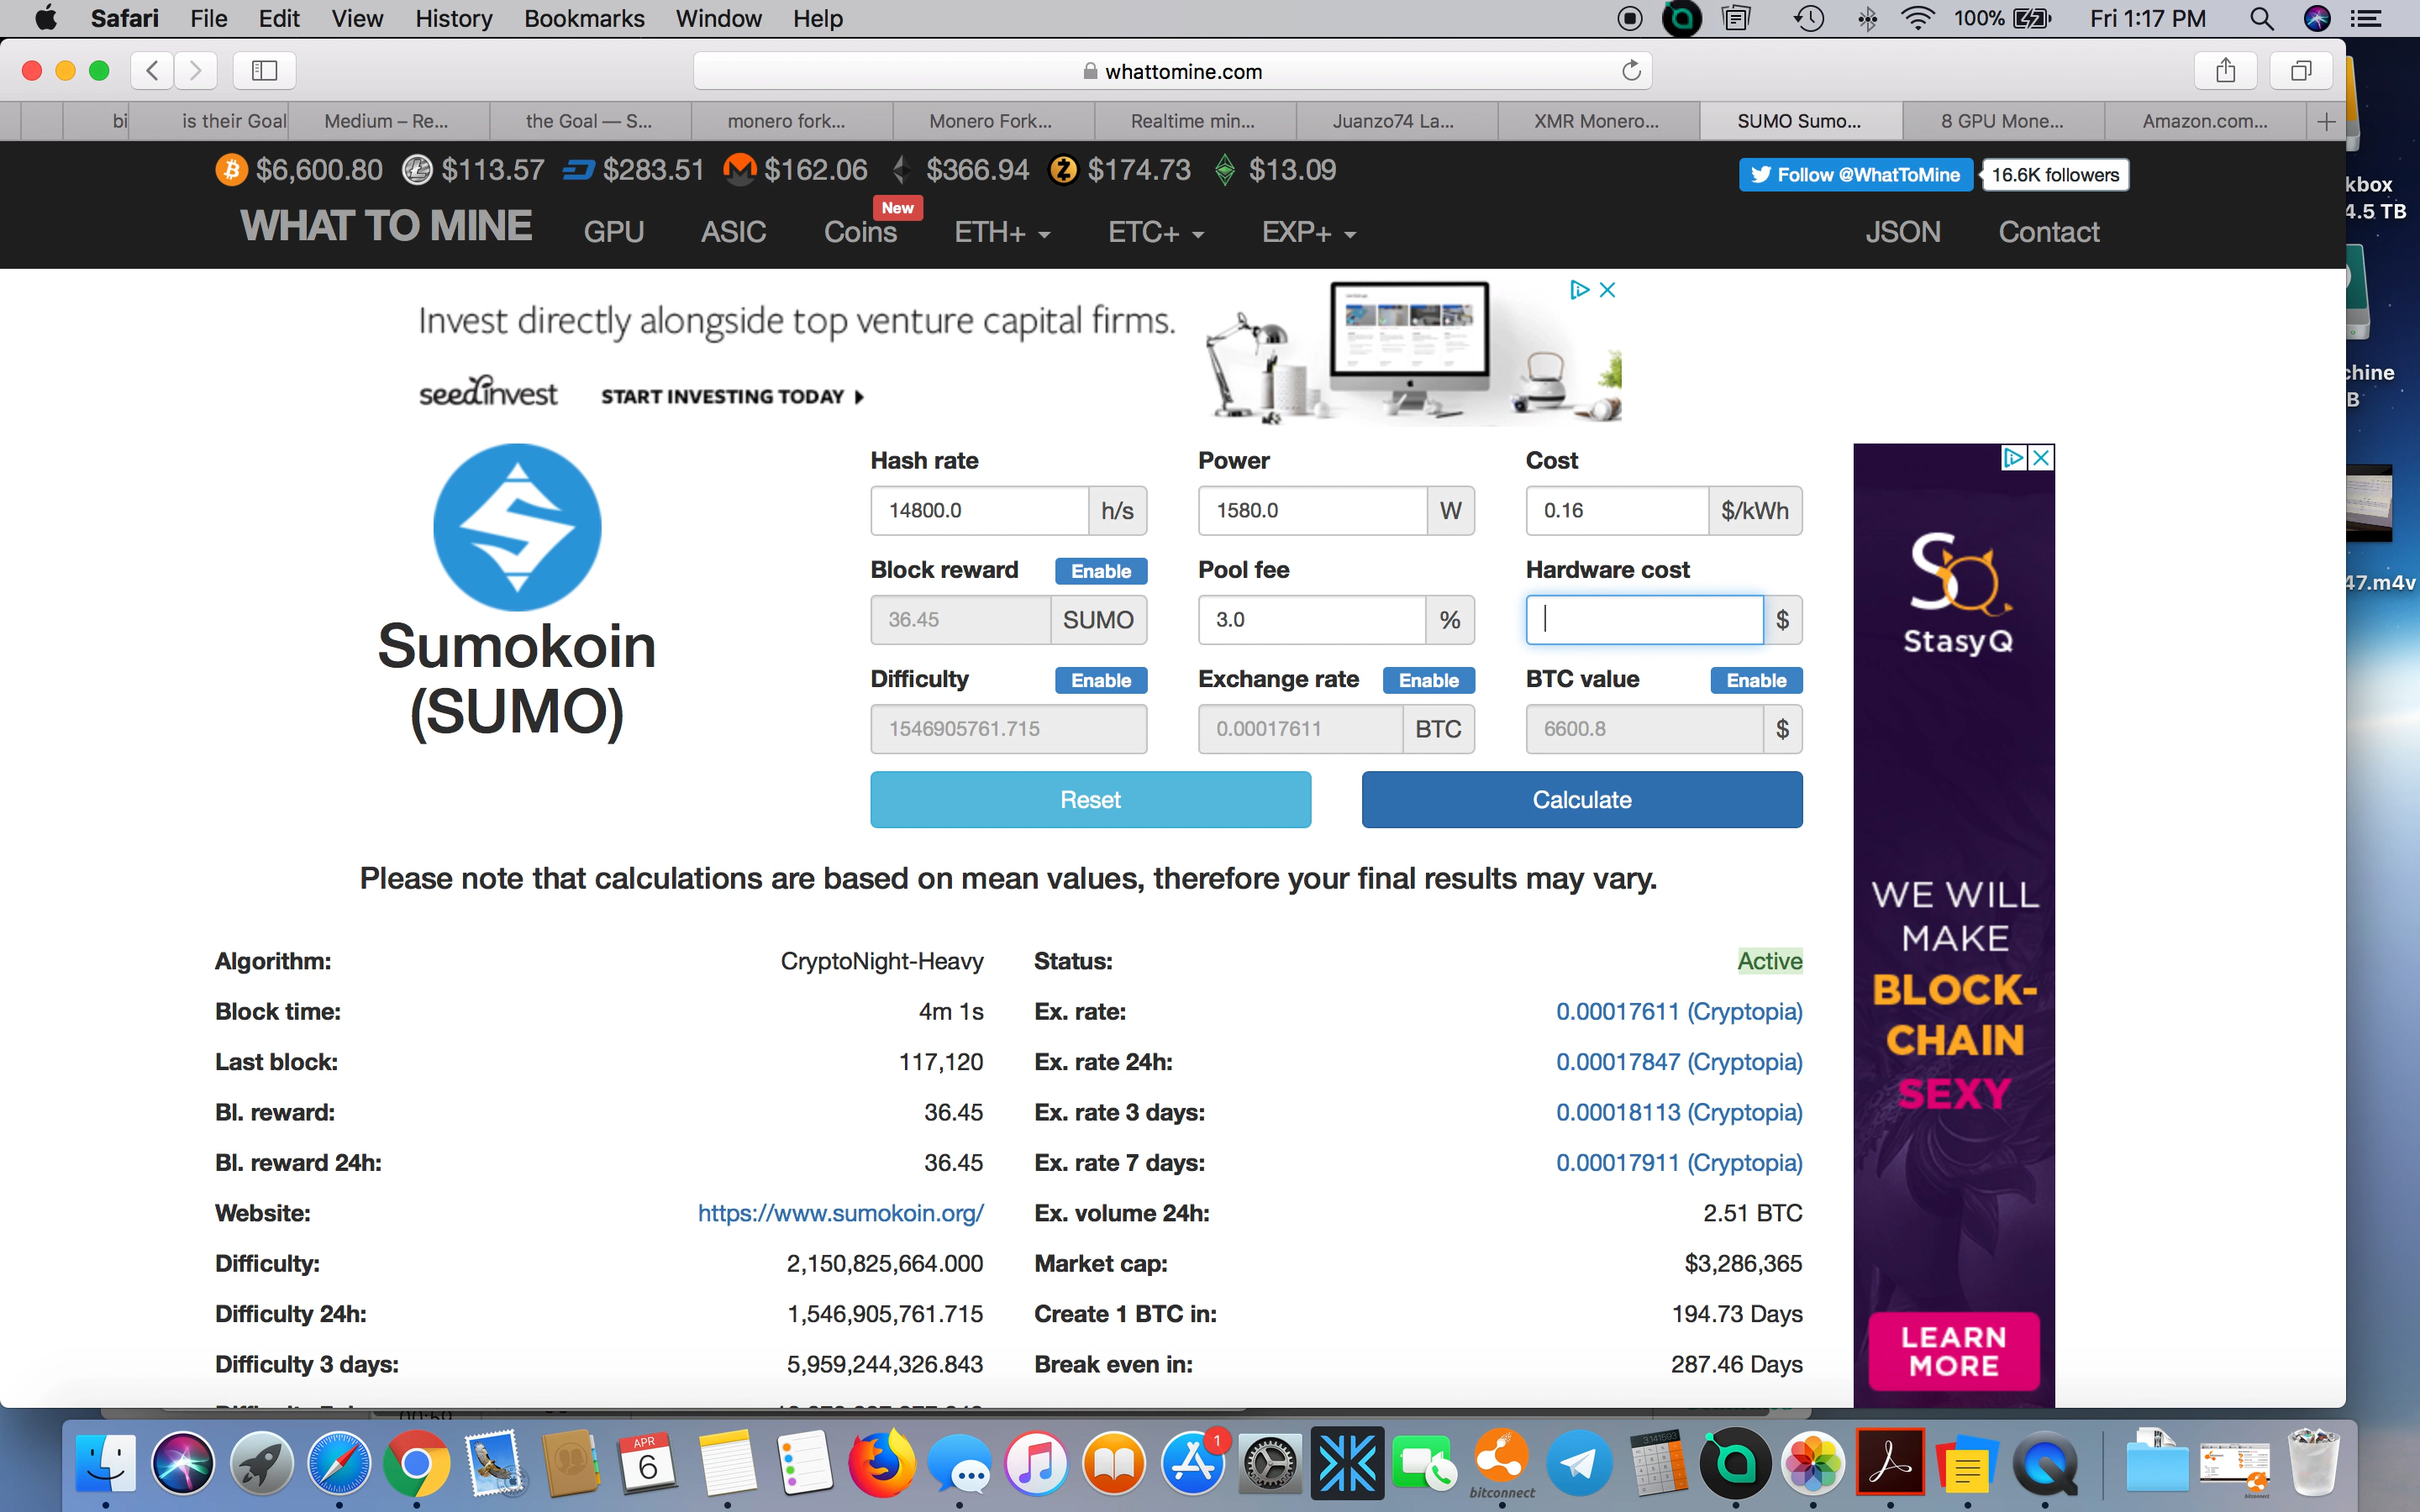 Safari File Edit View History Bookmarks Window Help 100% Fri 1:17 PM
whattomine.com
bi is their Goal Medium – Re... the Goal — S... monero fork... Monero Fork... Realtime min... Juanzo74 La... XMR Monero... SUMO Sumo... 8 GPU Mone... Amazon.com...
$6,600.80 $113.57 $283.51 $162.06 $366.94 $174.73 $13.09 Follow @WhatToMine 16.6K followers
New
WHAT TO MINE GPU ASIC Coins ETH+ ETC+ EXP+ JSON Contact
kbox
4.5 TB
Invest directly alongside top venture capital firms.
seedinvest START INVESTING TODAY
chine
B
Hash rate Power Cost
14800.0 h/s 1580.0 W 0.16 $/kWh
Block reward Enable Pool fee Hardware cost
36.45 SUMO 3.0 % $
Difficulty Enable Exchange rate Enable BTC value Enable
1546905761.715 0.00017611 BTC 6600.8 $
Reset Calculate
Sumokoin
(SUMO)
47.m4v
StasyQ
WE WILL
MAKE
BLOCK-
CHAIN
SEXY
LEARN
MORE
Please note that calculations are based on mean values, therefore your final results may vary.
Algorithm: CryptoNight-Heavy Status: Active
Block time: 4m 1s Ex. rate: 0.00017611 (Cryptopia)
Last block: 117,120 Ex. rate 24h: 0.00017847 (Cryptopia)
Bl. reward: 36.45 Ex. rate 3 days: 0.00018113 (Cryptopia)
Bl. reward 24h: 36.45 Ex. rate 7 days: 0.00017911 (Cryptopia)
Website: https://www.sumokoin.org/ Ex. volume 24h: 2.51 BTC
Difficulty: 2,150,825,664.000 Market cap: $3,286,365
Difficulty 24h: 1,546,905,761.715 Create 1 BTC in: 194.73 Days
Difficulty 3 days: 5,959,244,326.843 Break even in: 287.46 Days
APR
6
1
bitconnect